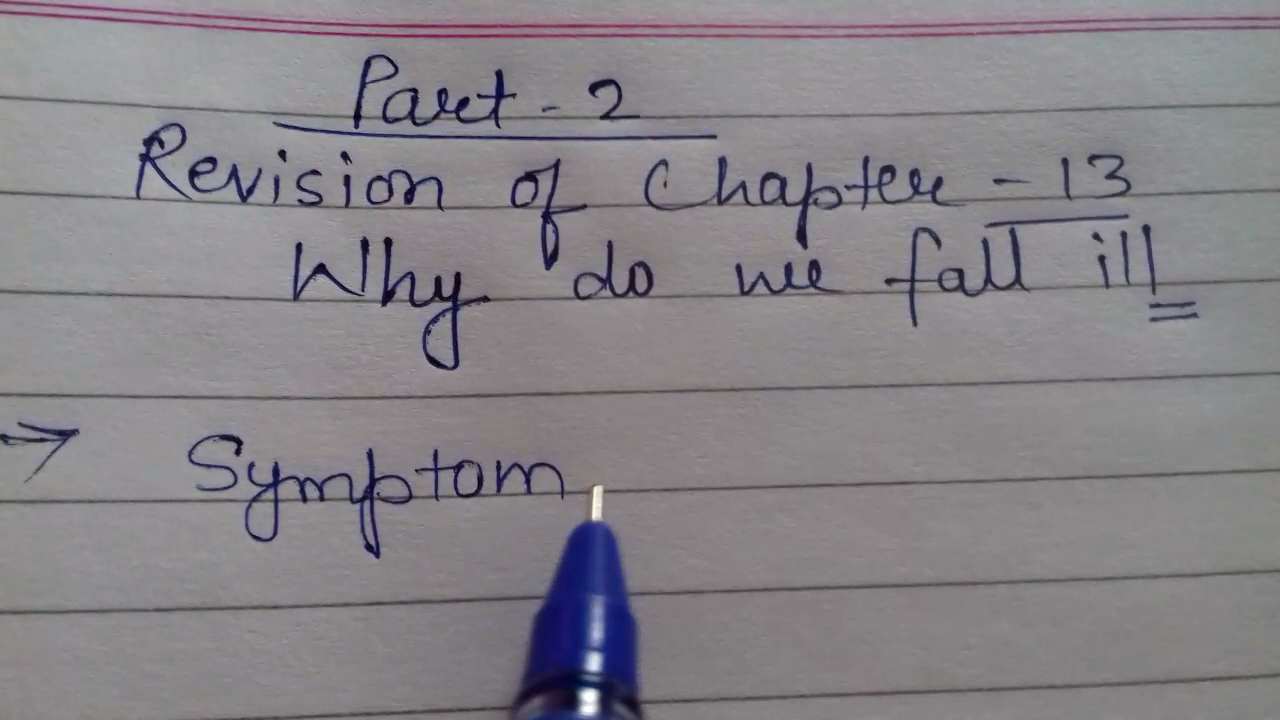 Part - 2
Revision of Chapter - 13
Why do we fall ill
→ Symptom